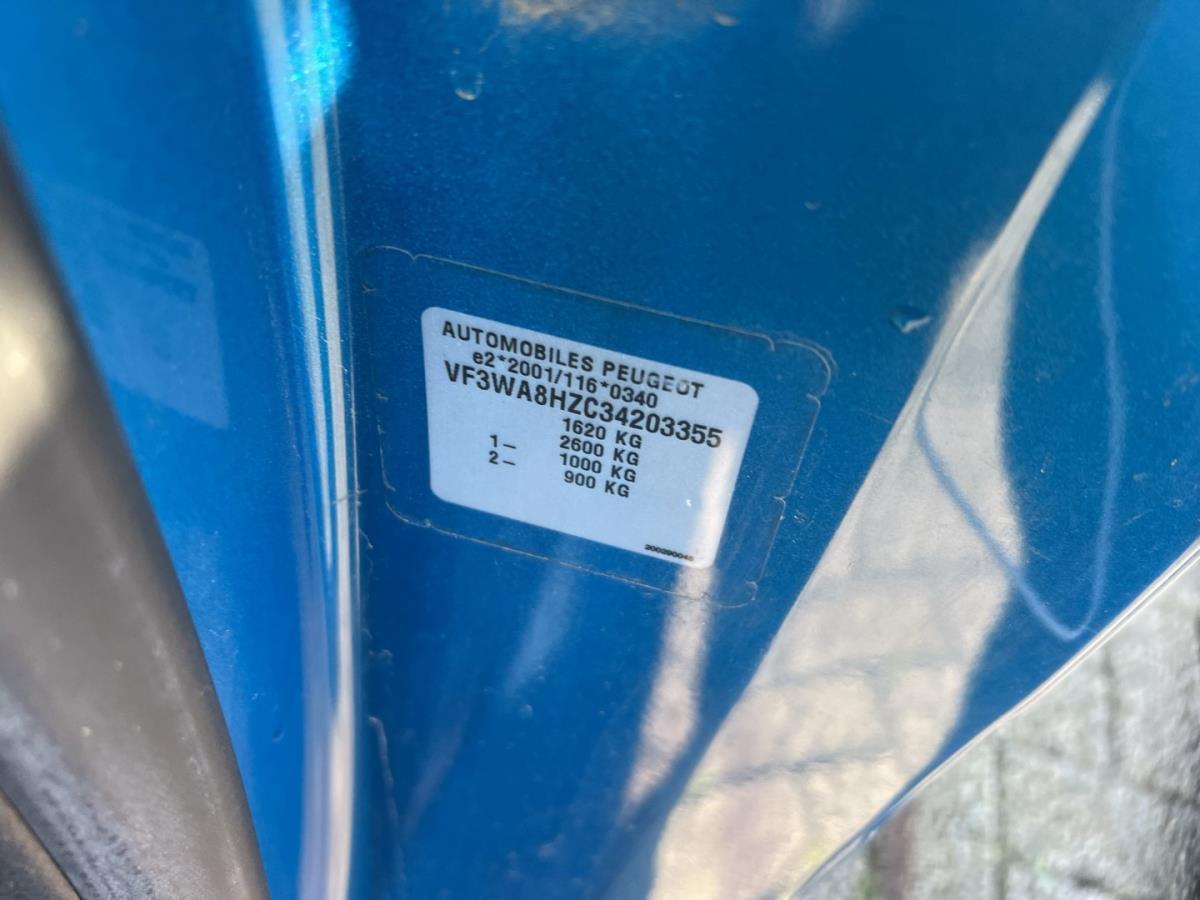 AUTOMOBILES PEUGEOT
e2*2001/116*0340
VF3WA8HZC34203355
1620 KG
1– 2600 KG
2– 1000 KG
900 KG